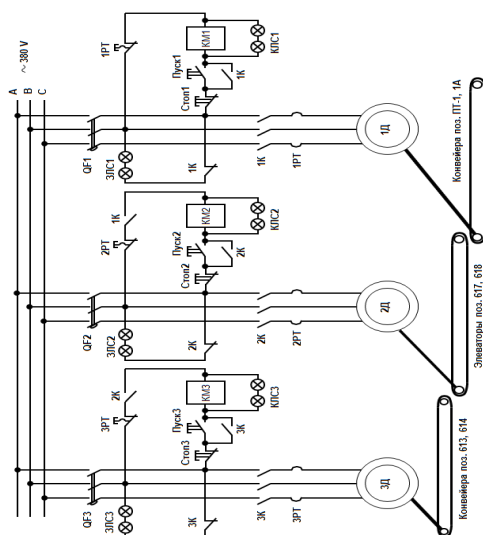 ~ 380 V
A
B
C
1РТ
КМ1
КЛС1
Пуск1
1К
Стоп1
QF1
ЗЛС1
1К
1К
1РТ
1Д
Конвейера поз. ПТ-1, 1А
1К
2РТ
КМ2
КЛС2
Пуск2
2К
Стоп2
QF2
ЗЛС2
2К
2К
2РТ
2Д
Элеваторы поз. 617, 618
2К
3РТ
КМ3
КЛС3
Пуск3
3К
Стоп3
QF3
ЗЛС3
3К
3К
3РТ
3Д
Конвейера поз. 613, 614